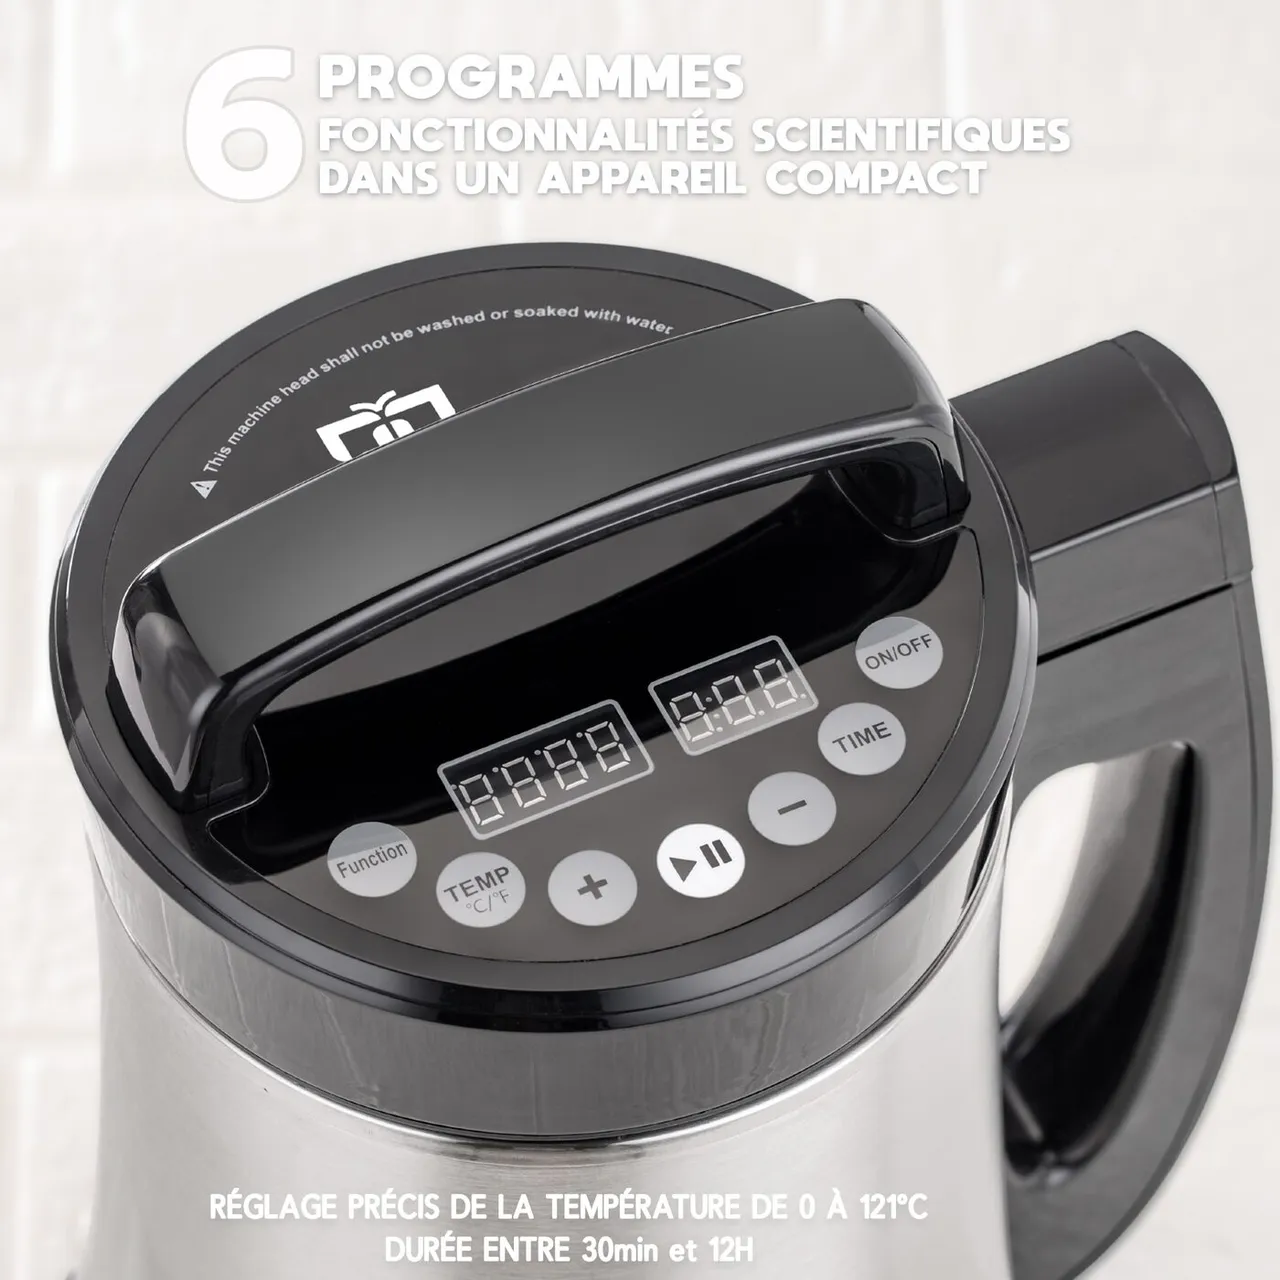 6 PROGRAMMES
FONCTIONNALITÉS SCIENTIFIQUES
DANS UN APPAREIL COMPACT
This machine head shall not be washed or soaked with water
ON/OFF
TIME
Function
TEMP
°C/°F
RÉGLAGE PRÉCIS DE LA TEMPÉRATURE DE 0 À 121°C
DURÉE ENTRE 30min et 12H